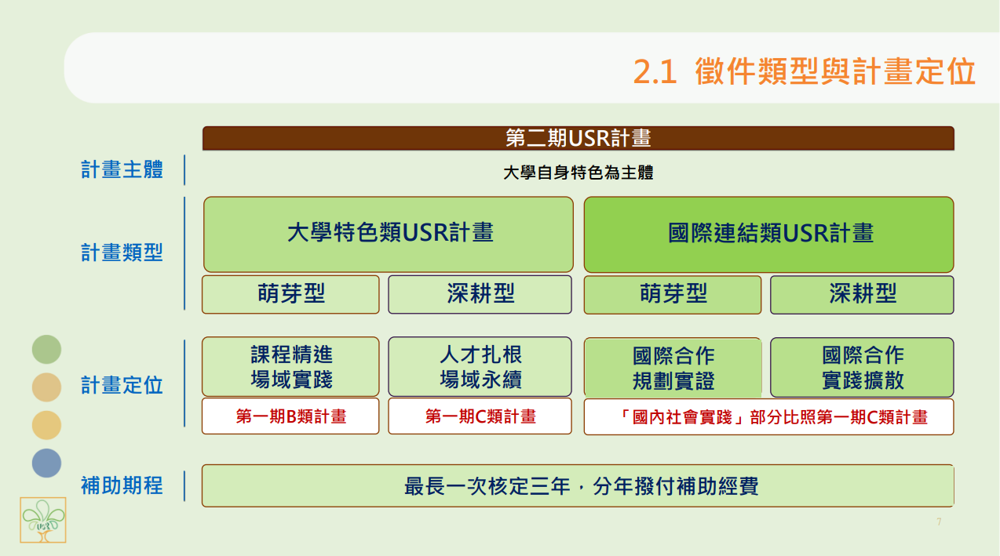 2.1 徵件類型與計畫定位
第二期USR計畫
計畫主體
大學自身特色為主體
計畫類型
大學特色類USR計畫
國際連結類USR計畫
萌芽型
深耕型
萌芽型
深耕型
計畫定位
課程精進
場域實踐
人才扎根
場域永續
國際合作
規劃實證
國際合作
實踐擴散
第一期B類計畫
第一期C類計畫
「國內社會實踐」部分比照第一期C類計畫
補助期程
最長一次核定三年，分年撥付補助經費
USR
7